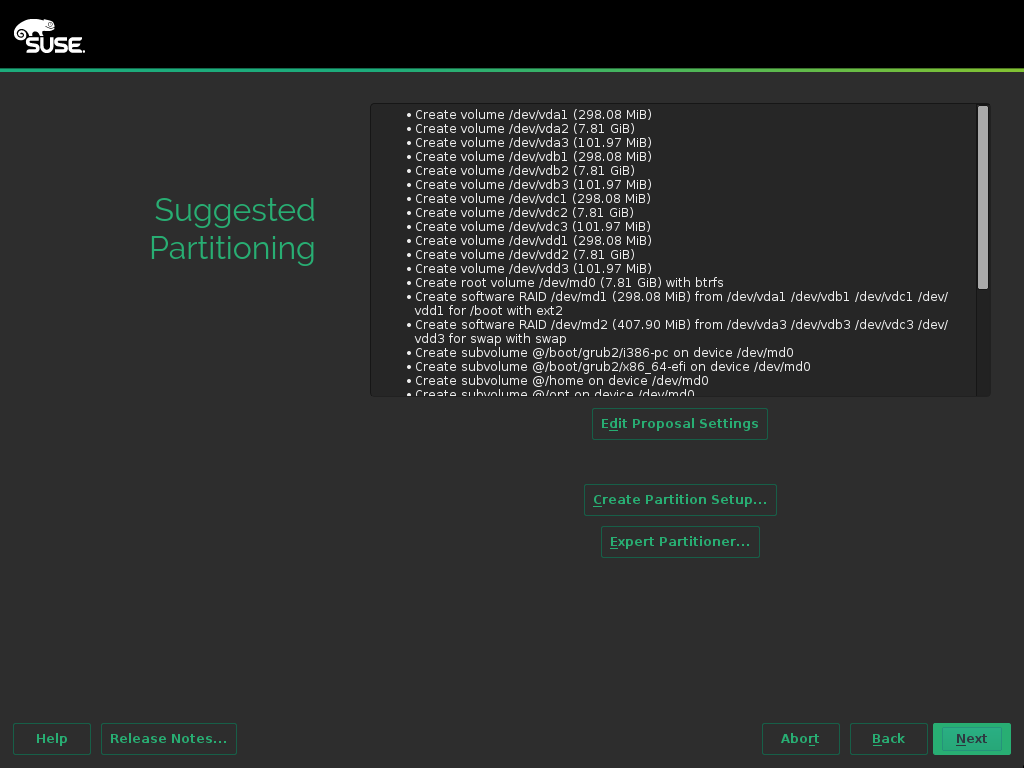 SUSE.
Suggested
Partitioning
• Create volume /dev/vda1 (298.08 MiB)
• Create volume /dev/vda2 (7.81 GiB)
• Create volume /dev/vda3 (101.97 MiB)
• Create volume /dev/vdb1 (298.08 MiB)
• Create volume /dev/vdb2 (7.81 GiB)
• Create volume /dev/vdb3 (101.97 MiB)
• Create volume /dev/vdc1 (298.08 MiB)
• Create volume /dev/vdc2 (7.81 GiB)
• Create volume /dev/vdc3 (101.97 MiB)
• Create volume /dev/vdd1 (298.08 MiB)
• Create volume /dev/vdd2 (7.81 GiB)
• Create volume /dev/vdd3 (101.97 MiB)
• Create root volume /dev/md0 (7.81 GiB) with btrfs
• Create software RAID /dev/md1 (298.08 MiB) from /dev/vda1 /dev/vdb1 /dev/vdc1 /dev/
vdd1 for /boot with ext2
• Create software RAID /dev/md2 (407.90 MiB) from /dev/vda3 /dev/vdb3 /dev/vdc3 /dev/
vdd3 for swap with swap
• Create subvolume @/boot/grub2/i386-pc on device /dev/md0
• Create subvolume @/boot/grub2/x86_64-efi on device /dev/md0
• Create subvolume @/home on device /dev/md0
• Create subvolume @/opt on device /dev/md0
Edit Proposal Settings
Create Partition Setup...
Expert Partitioner...
Help
Release Notes...
Abort
Back
Next